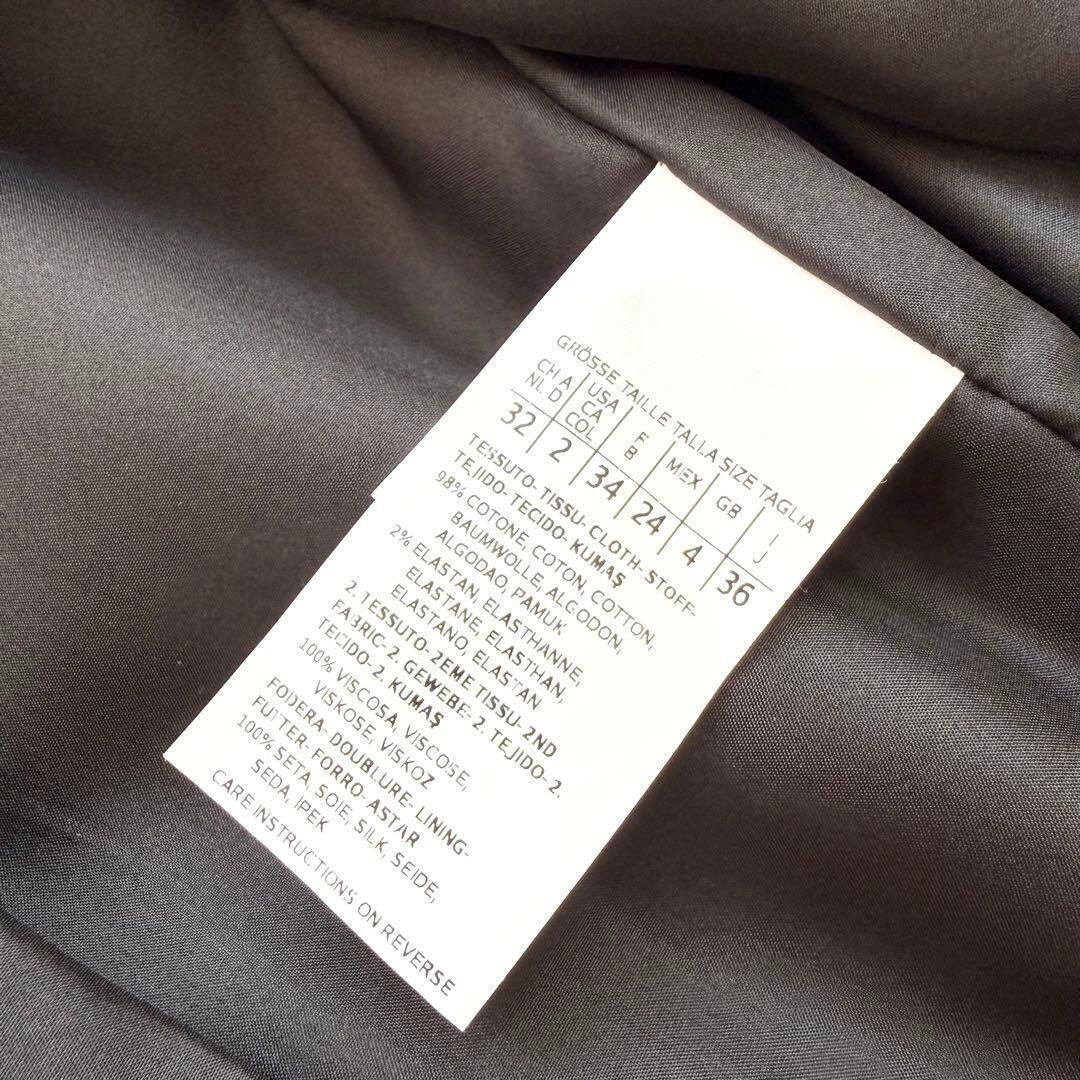 GRÖSSE TAILLE TALLA SIZE TAGLIA
CH A USA F MEX GB I
NL D CA B J
COL
32 2 34 24 4 36
TESSUTO- TISSU- CLOTH- STOFF-
TEJIDO- TECIDO- KUMAŞ
98% COTONE, COTON, COTTON,
BAUMWOLLE, ALGODON,
ALGODAO, PAMUK
2% ELASTAN, ELASTHANNE,
ELASTANE, ELASTHAN,
ELASTANO, ELASTAN
2. TESSUTO- 2EME TISSU- 2ND
FABRIC- 2. GEWEBE- 2. TEJIDO- 2.
TECIDO- 2. KUMAŞ
100% VISCOSA, VISCOSE,
VISKOSE, VISKOZ
FODERA- DOUBLURE- LINING-
FUTTER- FORRO- ASTAR
100% SETA, SOIE, SILK, SEIDE,
SEDA, IPEK
CARE INSTRUCTIONS ON REVERSE